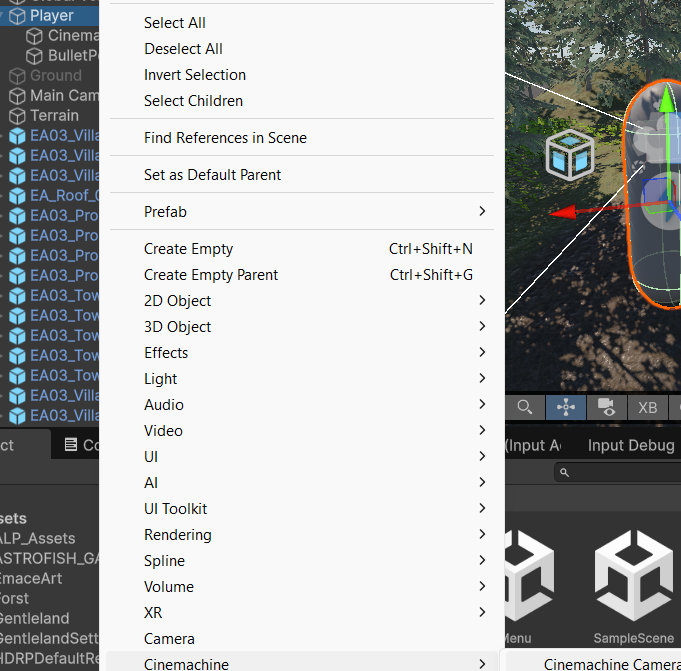 Player
Cinema
BulletPo
Ground
Main Cam
Terrain
EA03_Villa
EA03_Villa
EA03_Villa
EA_Roof_
EA03_Pro
EA03_Pro
EA03_Pro
EA03_Pro
EA03_Tow
EA03_Tow
EA03_Tow
EA03_Tow
EA03_Tow
EA03_Villa
EA03_Villa
Select All
Deselect All
Invert Selection
Select Children
Find References in Scene
Set as Default Parent
Prefab
Create Empty Ctrl+Shift+N
Create Empty Parent Ctrl+Shift+G
2D Object
3D Object
Effects
Light
Audio
Video
UI
AI
UI Toolkit
Rendering
Spline
Volume
XR
Camera
Cinemachine
Cinemachine Camera
XB
(Input A
Input Debug
ct
Co
sets
ALP_Assets
ASTROFISH_GA
EmaceArt
Forst
Gentleland
GentlelandSett
HDRPDefaultRe
Menu
SampleScene